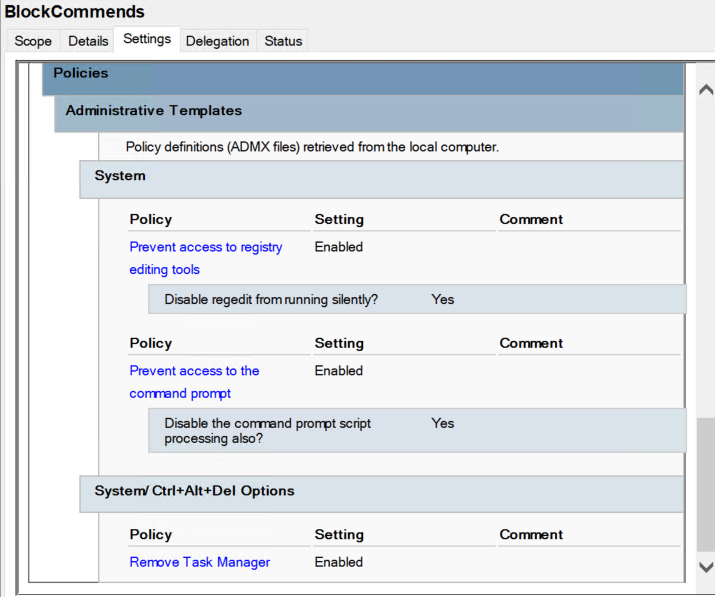 BlockCommends
Scope Details Settings Delegation Status
Policies
Administrative Templates
Policy definitions (ADMX files) retrieved from the local computer.
System
Policy Setting Comment
Prevent access to registry Enabled
editing tools
Disable regedit from running silently? Yes
Policy Setting Comment
Prevent access to the Enabled
command prompt
Disable the command prompt script Yes
processing also?
System/Ctrl+Alt+Del Options
Policy Setting Comment
Remove Task Manager Enabled